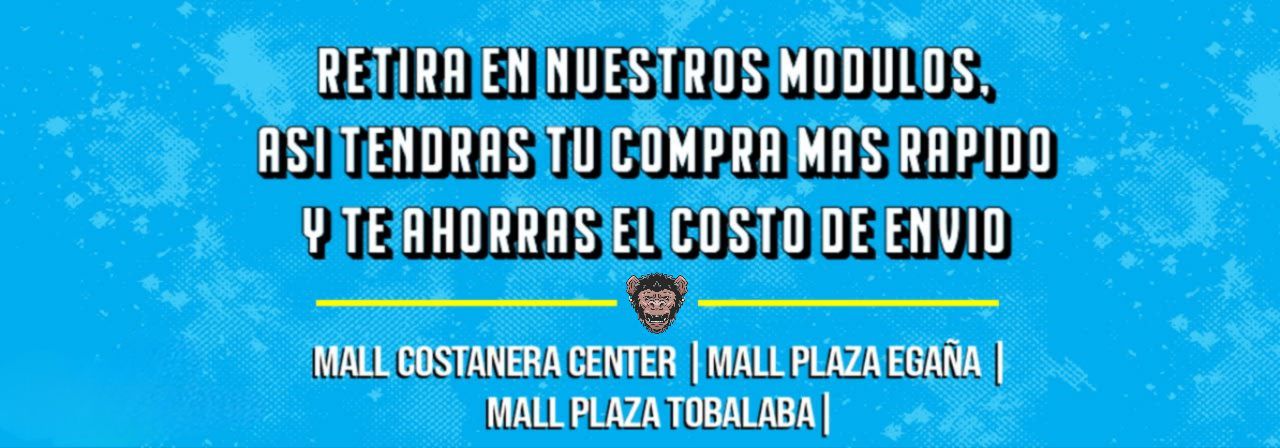 RETIRA EN NUESTROS MODULOS,
ASI TENDRAS TU COMPRA MAS RAPIDO
Y TE AHORRAS EL COSTO DE ENVIO
MALL COSTANERA CENTER | MALL PLAZA EGAÑA |
MALL PLAZA TOBALABA |